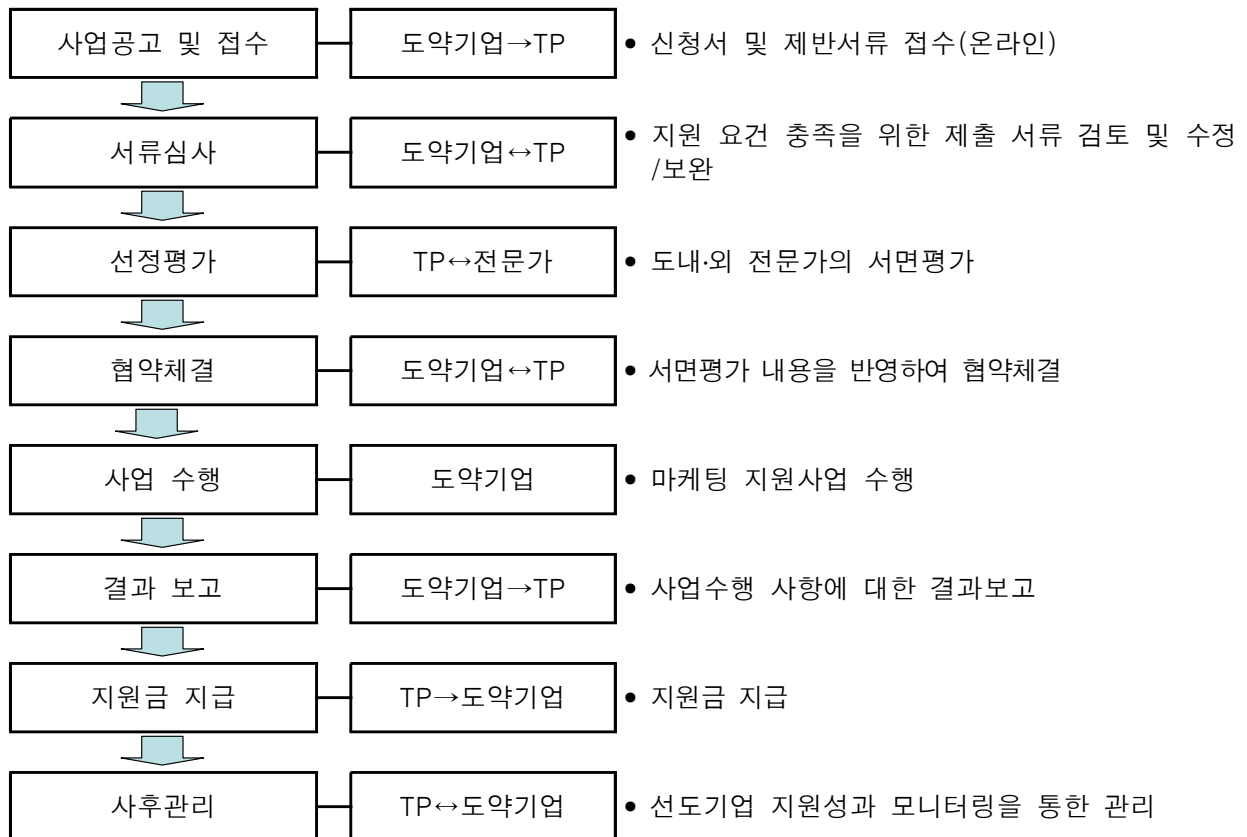 사업공고 및 접수
도약기업→TP
• 신청서 및 제반서류 접수(온라인)
서류심사
도약기업↔TP
• 지원 요건 충족을 위한 제출 서류 검토 및 수정
/보완
선정평가
TP↔전문가
• 도내·외 전문가의 서면평가
협약체결
도약기업↔TP
• 서면평가 내용을 반영하여 협약체결
사업 수행
도약기업
• 마케팅 지원사업 수행
결과 보고
도약기업→TP
• 사업수행 사항에 대한 결과보고
지원금 지급
TP→도약기업
• 지원금 지급
사후관리
TP↔도약기업
• 선도기업 지원성과 모니터링을 통한 관리